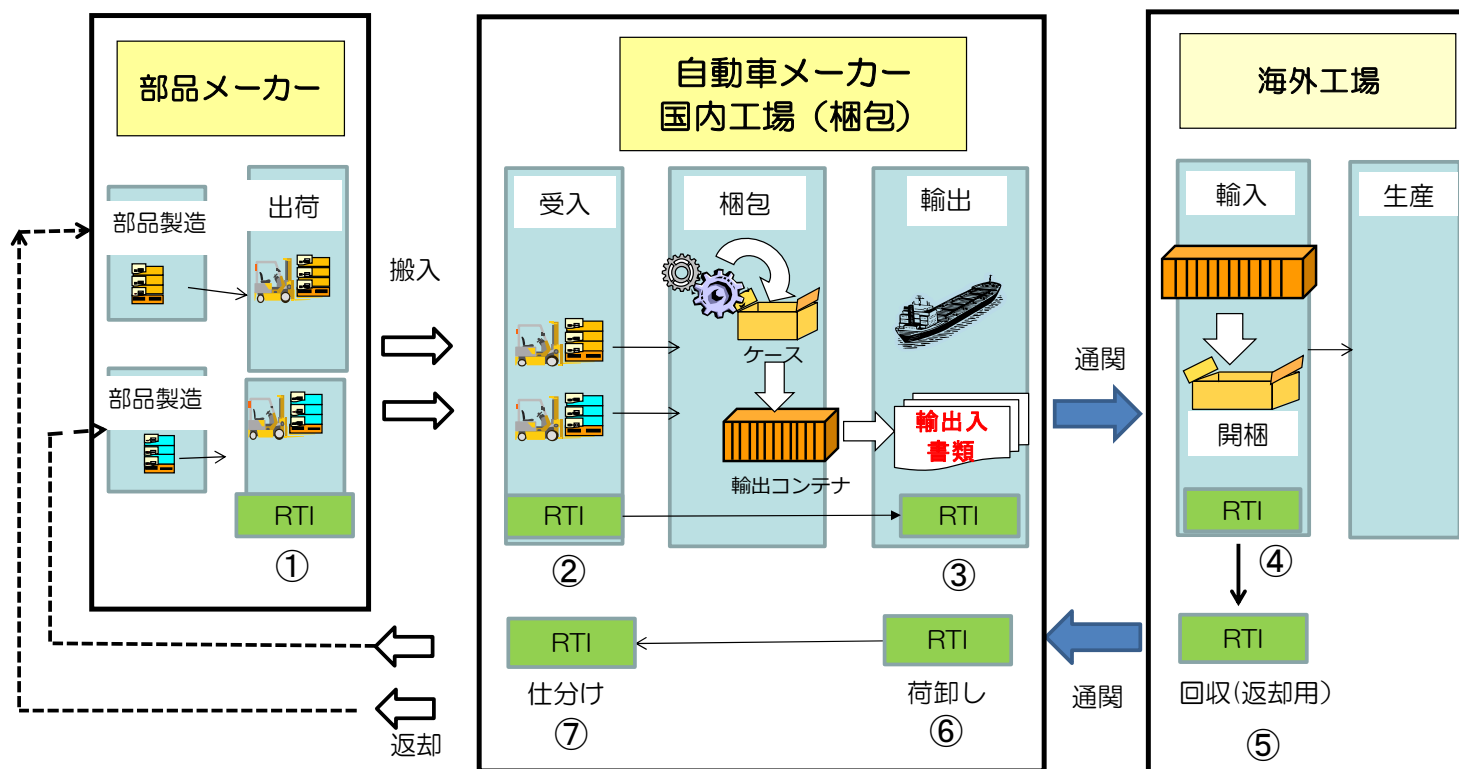 部品メーカー
部品製造
出荷
部品製造
RTI
①
搬入
自動車メーカー
国内工場（梱包）
受入
梱包
輸出
ケース
輸出コンテナ
輸出入
書類
RTI
RTI
②
③
通関
海外工場
輸入
生産
開梱
RTI
④
RTI
回収(返却用）
⑤
通関
RTI
荷卸し
⑥
RTI
仕分け
⑦
返却